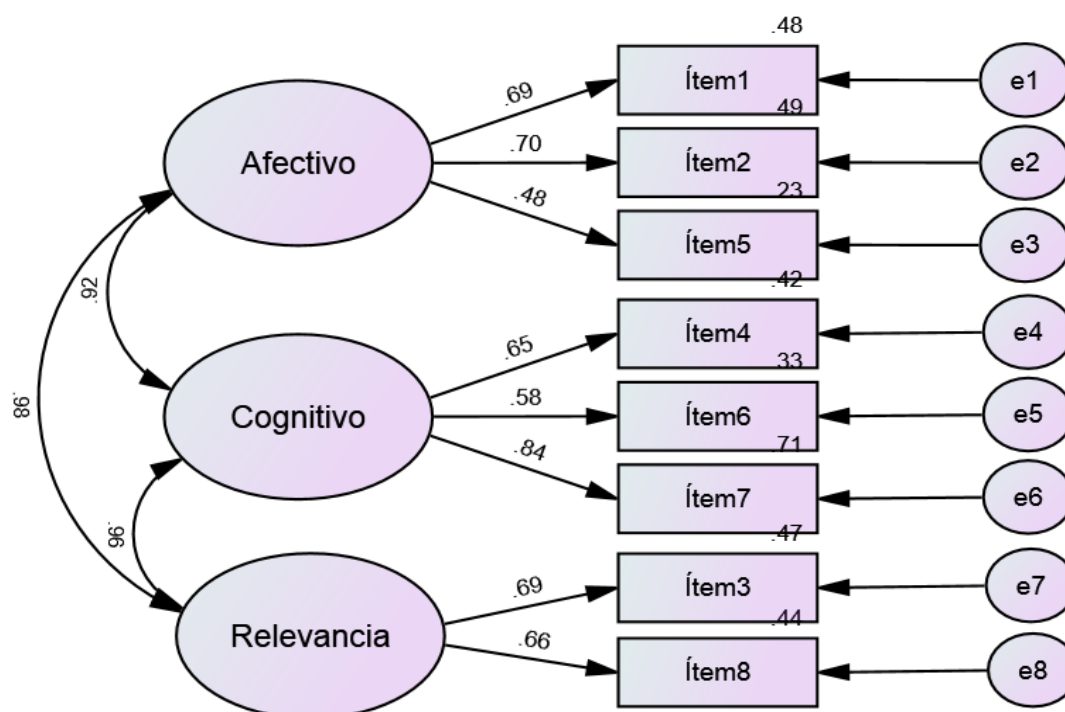 .48
.69
Ítem1
e1
.49
Afectivo
.70
Ítem2
e2
.23
.48
Ítem5
e3
.42
.92
.65
Ítem4
e4
.33
.98
Cognitivo
.58
Ítem6
e5
.71
.84
Ítem7
e6
.47
.96
.69
Ítem3
e7
.44
Relevancia
.66
Ítem8
e8